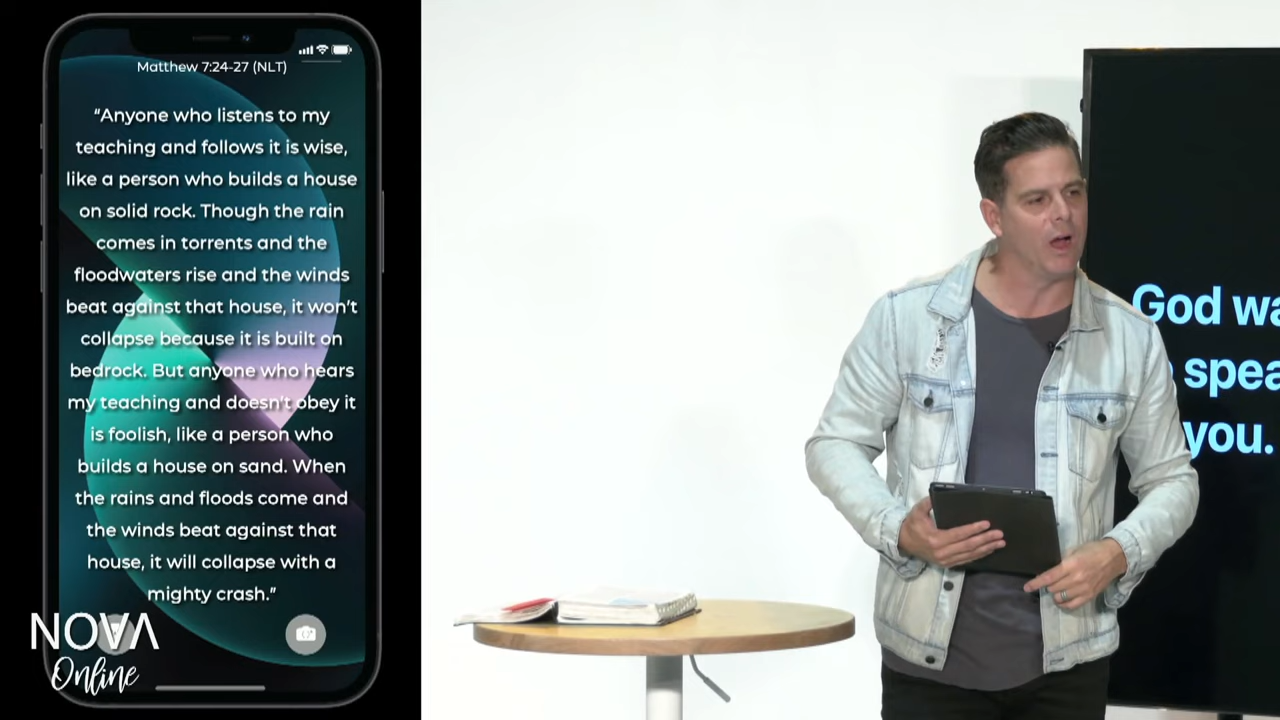 Matthew 7:24-27 (NLT)
“Anyone who listens to my
teaching and follows it is wise,
like a person who builds a house
on solid rock. Though the rain
comes in torrents and the
floodwaters rise and the winds
beat against that house, it won’t
collapse because it is built on
bedrock. But anyone who hears
my teaching and doesn’t obey it
is foolish, like a person who
builds a house on sand. When
the rains and floods come and
the winds beat against that
house, it will collapse with a
mighty crash.”
NOVA
Online
God
you.